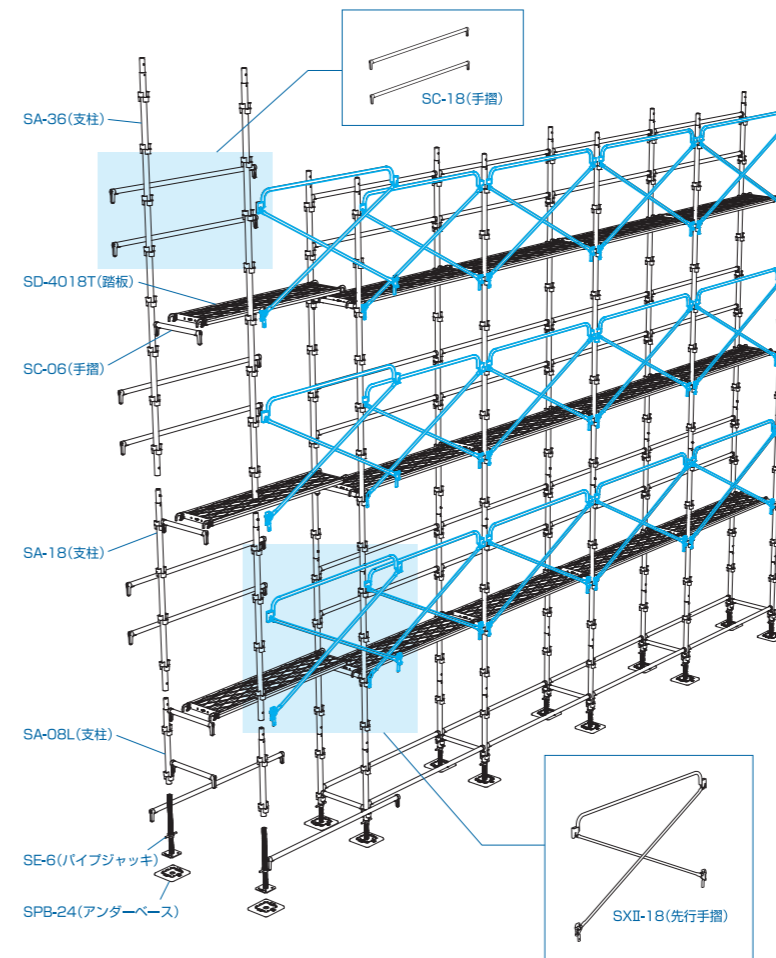 SC-18(手摺)
SA-36(支柱)
SD-4018T(踏板)
SC-06(手摺)
SA-18(支柱)
SA-08L(支柱)
SE-6(パイプジャッキ)
SPB-24(アンダーベース)
SXⅡ-18(先行手摺)